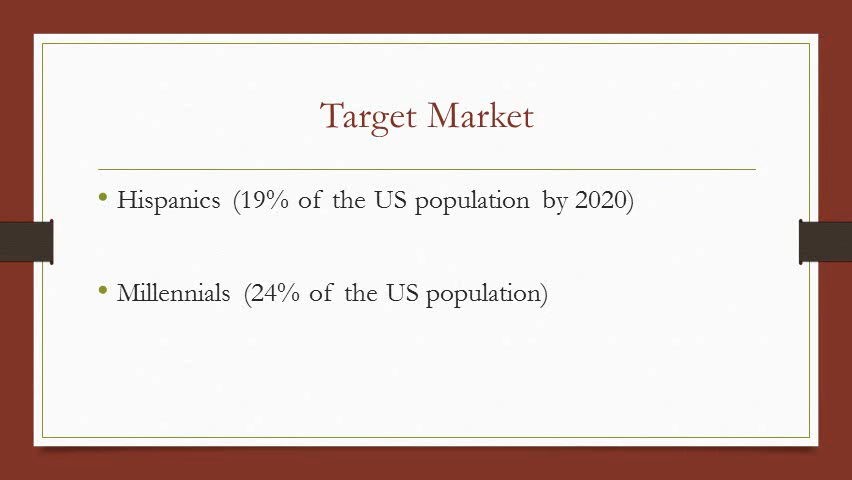 Target Market
• Hispanics (19% of the US population by 2020)
• Millennials (24% of the US population)